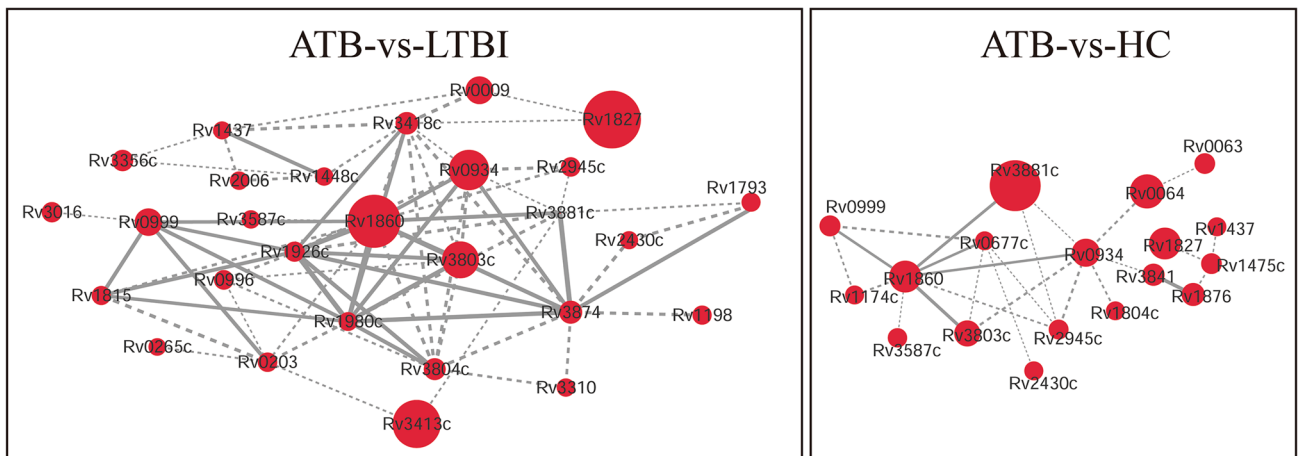 ATB-vs-LTBI
Rv0009
Rv1827
Rv3418c
Rv1437
Rv3356c
Rv0934
Rv2945c
Rv2006
Rv1448c
Rv1793
Rv3016
Rv0999
Rv3587c
Rv1860
Rv3881c
Rv2430c
Rv1926c
Rv3803c
Rv0996
Rv1815
Rv1980c
Rv3874
Rv1198
Rv0265c
Rv0203
Rv3804c
Rv3310
Rv3413c
ATB-vs-HC
Rv0063
Rv3881c
Rv0064
Rv0999
Rv1437
Rv0677c
Rv1827
Rv0934
Rv1475c
Rv1860
Rv3841
Rv1174c
Rv1876
Rv1804c
Rv3803c
Rv2945c
Rv3587c
Rv2430c